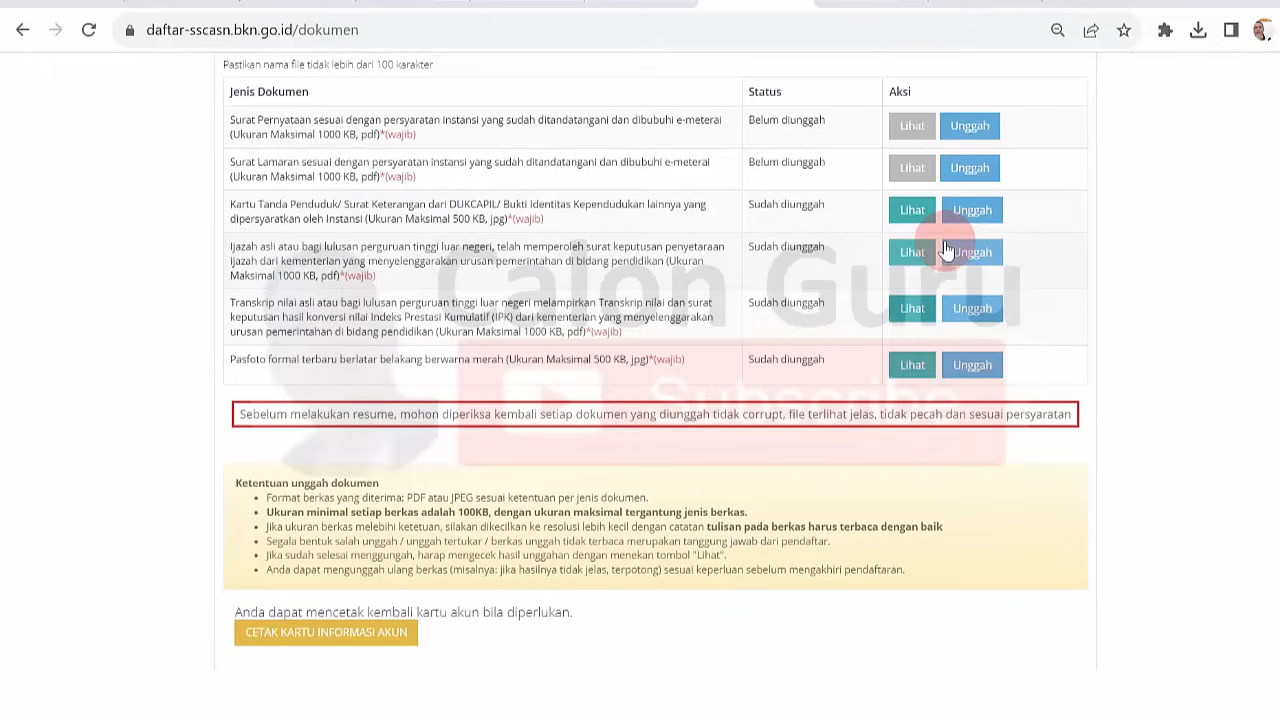 daftar-sscasn.bkn.go.id/dokumen
Pastikan nama file tidak lebih dari 100 karakter
Jenis Dokumen Status Aksi
Surat Pernyataan sesuai dengan persyaratan instansi yang sudah ditandatangani dan dibubuhi e-meterai Belum diunggah Lihat Unggah
(Ukuran Maksimal 1000 KB, pdf)*(wajib)
Surat Lamaran sesuai dengan persyaratan instansi yang sudah ditandatangani dan dibubuhi e-meterai Belum diunggah Lihat Unggah
(Ukuran Maksimal 1000 KB, pdf)*(wajib)
Kartu Tanda Penduduk/ Surat Keterangan dari DUKCAPIL/ Bukti Identitas Kependudukan lainnya yang Sudah diunggah Lihat Unggah
dipersyaratkan oleh Instansi (Ukuran Maksimal 500 KB, jpg)*(wajib)
Ijazah asli atau bagi lulusan perguruan tinggi luar negeri, telah memperoleh surat keputusan penyetaraan Sudah diunggah Lihat Unggah
ijazah dari kementerian yang menyelenggarakan urusan pemerintahan di bidang pendidikan (Ukuran
Maksimal 1000 KB, pdf)*(wajib)
Transkrip nilai asli atau bagi lulusan perguruan tinggi luar negeri melampirkan Transkrip nilai dan surat Sudah diunggah Lihat Unggah
keputusan hasil konversi nilai Indeks Prestasi Kumulatif (IPK) dari kementerian yang menyelenggarakan
urusan pemerintahan di bidang pendidikan (Ukuran Maksimal 1000 KB, pdf)*(wajib)
Pasfoto formal terbaru berlatar belakang berwarna merah (Ukuran Maksimal 500 KB, jpg)*(wajib) Sudah diunggah Lihat Unggah
Calon Guru
Subscribe
Sebelum melakukan resume, mohon diperiksa kembali setiap dokumen yang diunggah tidak corrupt, file terlihat jelas, tidak pecah dan sesuai persyaratan
Ketentuan unggah dokumen
Format berkas yang diterima: PDF atau JPEG sesuai ketentuan per jenis dokumen.
Ukuran minimal setiap berkas adalah 100KB, dengan ukuran maksimal tergantung jenis berkas.
Jika ukuran berkas melebihi ketetuan, silakan dikecilkan ke resolusi lebih kecil dengan catatan tulisan pada berkas harus terbaca dengan baik
Segala bentuk salah unggah / unggah tertukar / berkas unggah tidak terbaca merupakan tanggung jawab dari pendaftar.
Jika sudah selesai menggunggah, harap mengecek hasil unggahan dengan menekan tombol "Lihat".
Anda dapat mengunggah ulang berkas (misalnya: jika hasilnya tidak jelas, terpotong) sesuai keperluan sebelum mengakhiri pendaftaran.
Anda dapat mencetak kembali kartu akun bila diperlukan.
CETAK KARTU INFORMASI AKUN